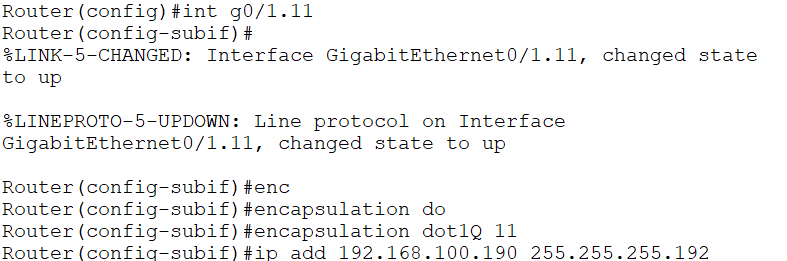 Router(config)#int g0/1.11
Router(config-subif)#
%LINK-5-CHANGED: Interface GigabitEthernet0/1.11, changed state
to up
%LINEPROTO-5-UPDOWN: Line protocol on Interface
GigabitEthernet0/1.11, changed state to up
Router(config-subif)#enc
Router(config-subif)#encapsulation do
Router(config-subif)#encapsulation dot1Q 11
Router(config-subif)#ip add 192.168.100.190 255.255.255.192